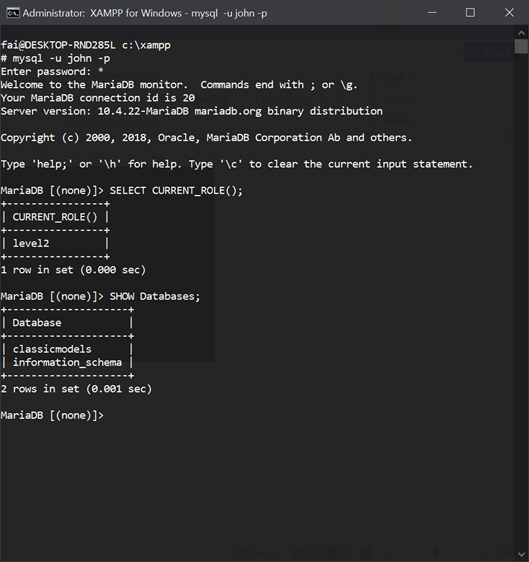 Administrator: XAMPP for Windows - mysql -u john -p
fai@DESKTOP-RND285L c:\xampp
# mysql -u john -p
Enter password: *
Welcome to the MariaDB monitor.  Commands end with ; or \g.
Your MariaDB connection id is 20
Server version: 10.4.22-MariaDB mariadb.org binary distribution
Copyright (c) 2000, 2018, Oracle, MariaDB Corporation Ab and others.
Type 'help;' or '\h' for help. Type '\c' to clear the current input statement.
MariaDB [(none)]> SELECT CURRENT_ROLE();
+----------------+
| CURRENT_ROLE() |
+----------------+
| level2         |
+----------------+
1 row in set (0.000 sec)
MariaDB [(none)]> SHOW Databases;
+--------------------+
| Database           |
+--------------------+
| classicmodels      |
| information_schema |
+--------------------+
2 rows in set (0.001 sec)
MariaDB [(none)]>